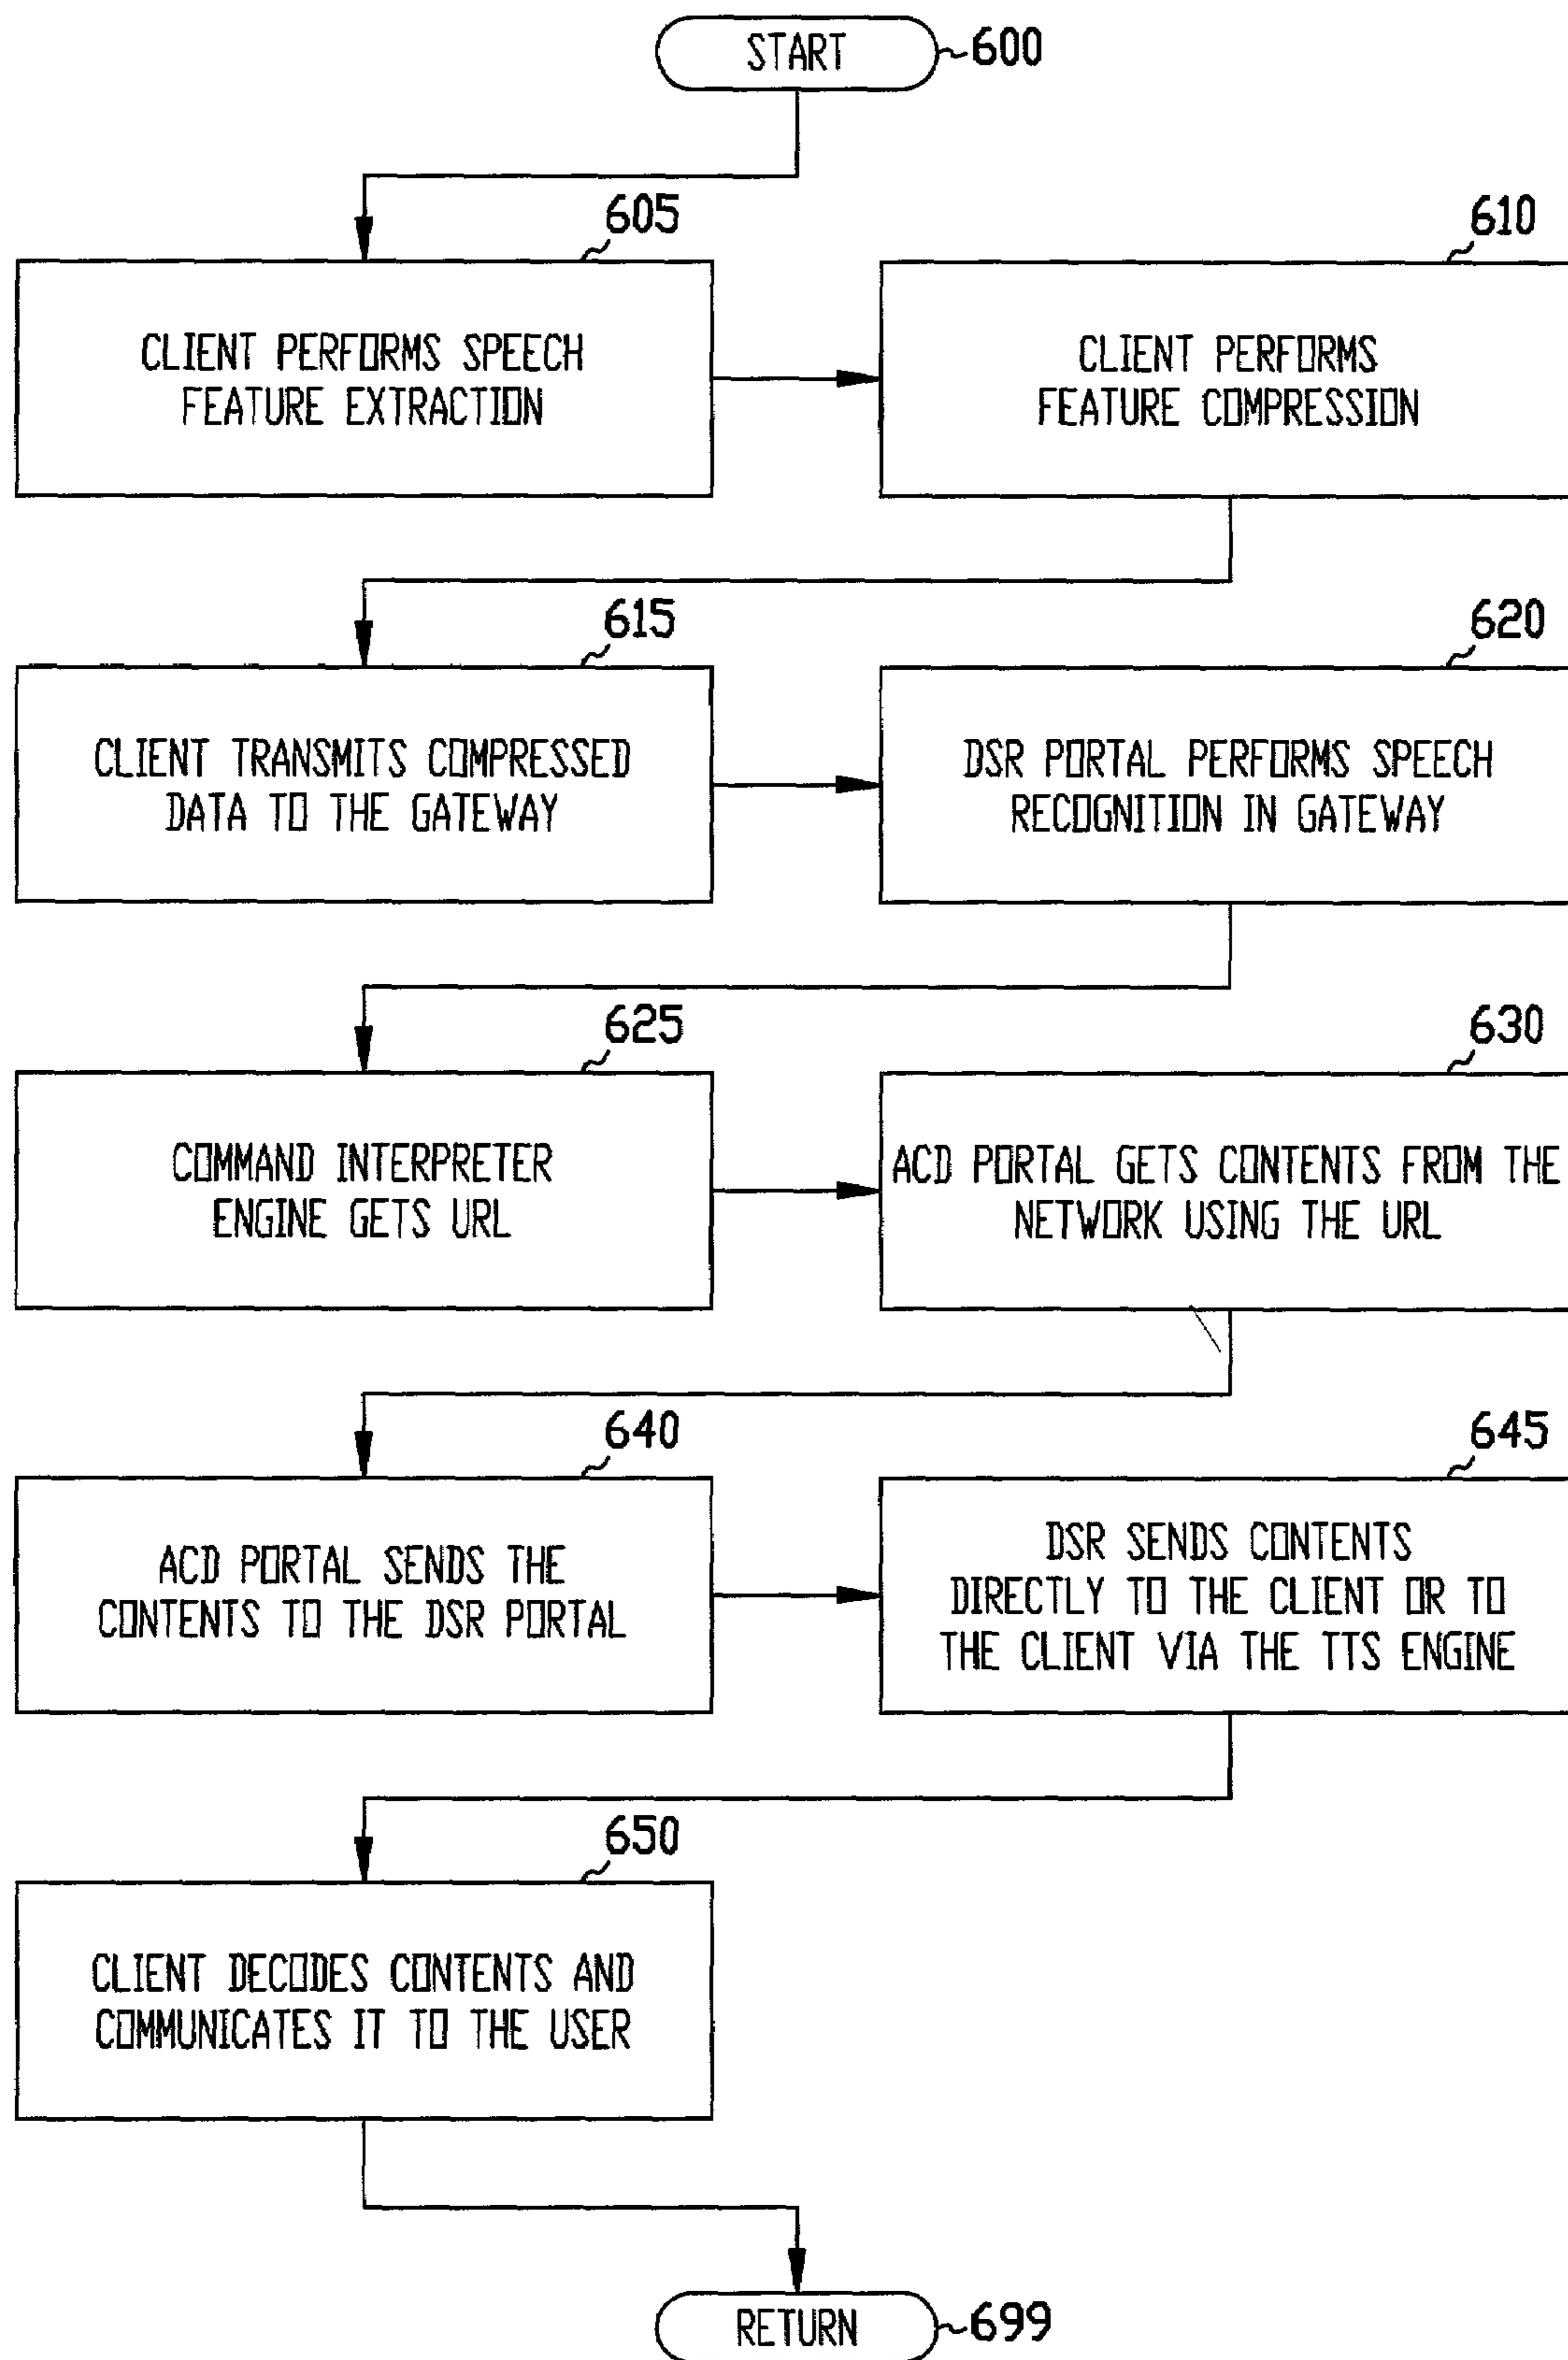 START
600
605
CLIENT PERFORMS SPEECH
FEATURE EXTRACTION
610
CLIENT PERFORMS
FEATURE COMPRESSION
615
CLIENT TRANSMITS COMPRESSED
DATA TO THE GATEWAY
620
DSR PORTAL PERFORMS SPEECH
RECOGNITION IN GATEWAY
625
COMMAND INTERPRETER
ENGINE GETS URL
630
ACD PORTAL GETS CONTENTS FROM THE
NETWORK USING THE URL
640
ACD PORTAL SENDS THE
CONTENTS TO THE DSR PORTAL
645
DSR SENDS CONTENTS
DIRECTLY TO THE CLIENT OR TO
THE CLIENT VIA THE TTS ENGINE
650
CLIENT DECODES CONTENTS AND
COMMUNICATES IT TO THE USER
RETURN
699